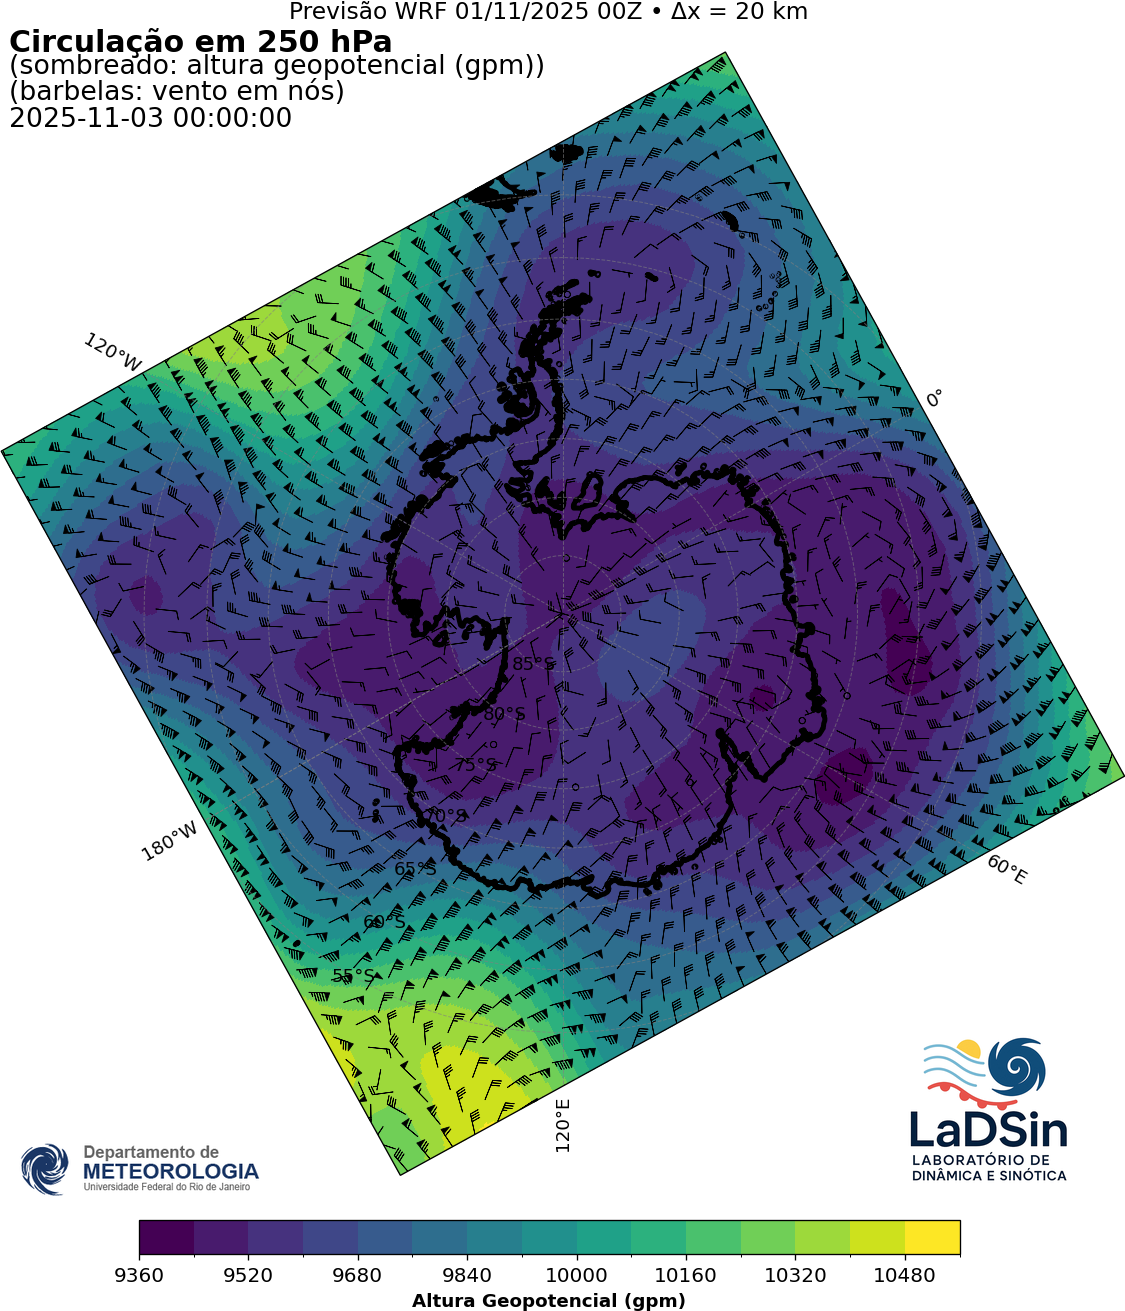 Previsão WRF 01/11/2025 00Z • Δx = 20 km
Circulação em 250 hPa
(sombreado: altura geopotencial (gpm))
(barbelas: vento em nós)
2025-11-03 00:00:00
120°W
0°
85°S
80°S
75°S
70°S
65°S
60°S
55°S
180°W
60°E
120°E
LaDSin
LABORATÓRIO DE
DINÂMICA E SINÓTICA
Departamento de
METEOROLOGIA
Universidade Federal do Rio de Janeiro
9360 9520 9680 9840 10000 10160 10320 10480
Altura Geopotencial (gpm)